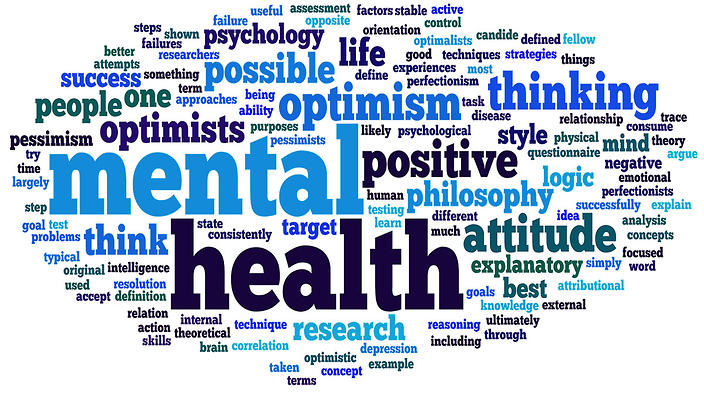 useful assessment factors stable active
steps failure opposite control
shown psychology orientation candide defined fellow
failures life optimalists
better researchers good techniques strategies things
attempts something possible define experiences most
success term perfectionism thinking
people one approaches being optimism task
ability disease relationship trace
optimists purposes likely psychological style physical consume
pessimism pessimists mind theory
try mental positive questionnaire negative argue
time logic emotional
largely human philosophy perfectionists
step testing successfully explain
goal test state target learn different idea analysis
problems think consistently much attitude concepts
typical health focused
original intelligence explanatory simply word
used resolution goals best attributional
accept definition knowledge external
relation internal technique research reasoning ultimately
action theoretical through
skills brain correlation depression including
optimistic example
taken concept
terms